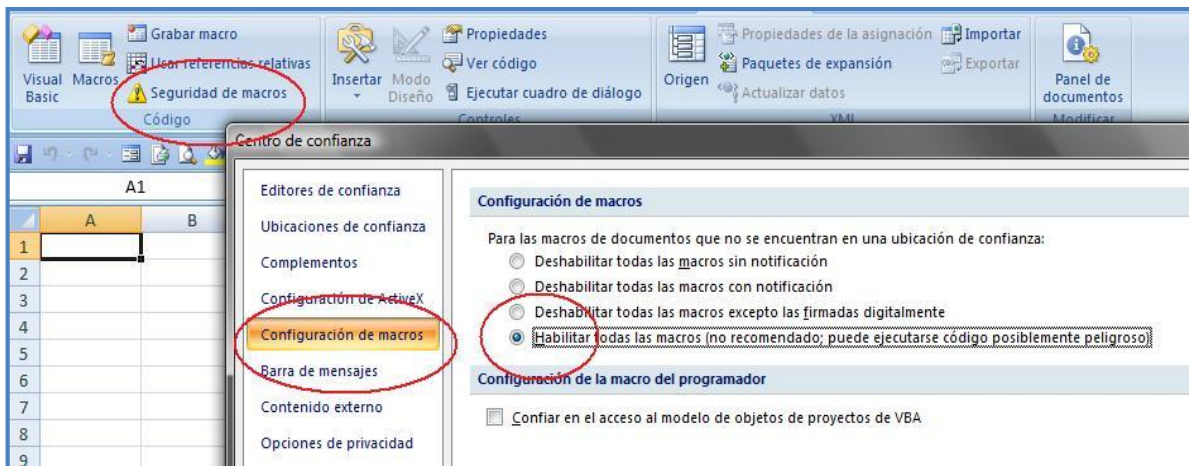 Visual Basic
Macros
Grabar macro
Usar referencias relativas
Seguridad de macros
Código
Insertar
Modo Diseño
Propiedades
Ver código
Ejecutar cuadro de diálogo
Controles
Origen
Propiedades de la asignación
Paquetes de expansión
Actualizar datos
Importar
Exportar
XML
Panel de documentos
Modificar
A1
A B
1
2
3
4
5
6
7
8
9
Centro de confianza
Editores de confianza
Ubicaciones de confianza
Complementos
Configuración de ActiveX
Configuración de macros
Barra de mensajes
Contenido externo
Opciones de privacidad
Configuración de macros
Para las macros de documentos que no se encuentran en una ubicación de confianza:
Deshabilitar todas las macros sin notificación
Deshabilitar todas las macros con notificación
Deshabilitar todas las macros excepto las firmadas digitalmente
Habilitar todas las macros (no recomendado; puede ejecutarse código posiblemente peligroso)
Configuración de la macro del programador
Confiar en el acceso al modelo de objetos de proyectos de VBA